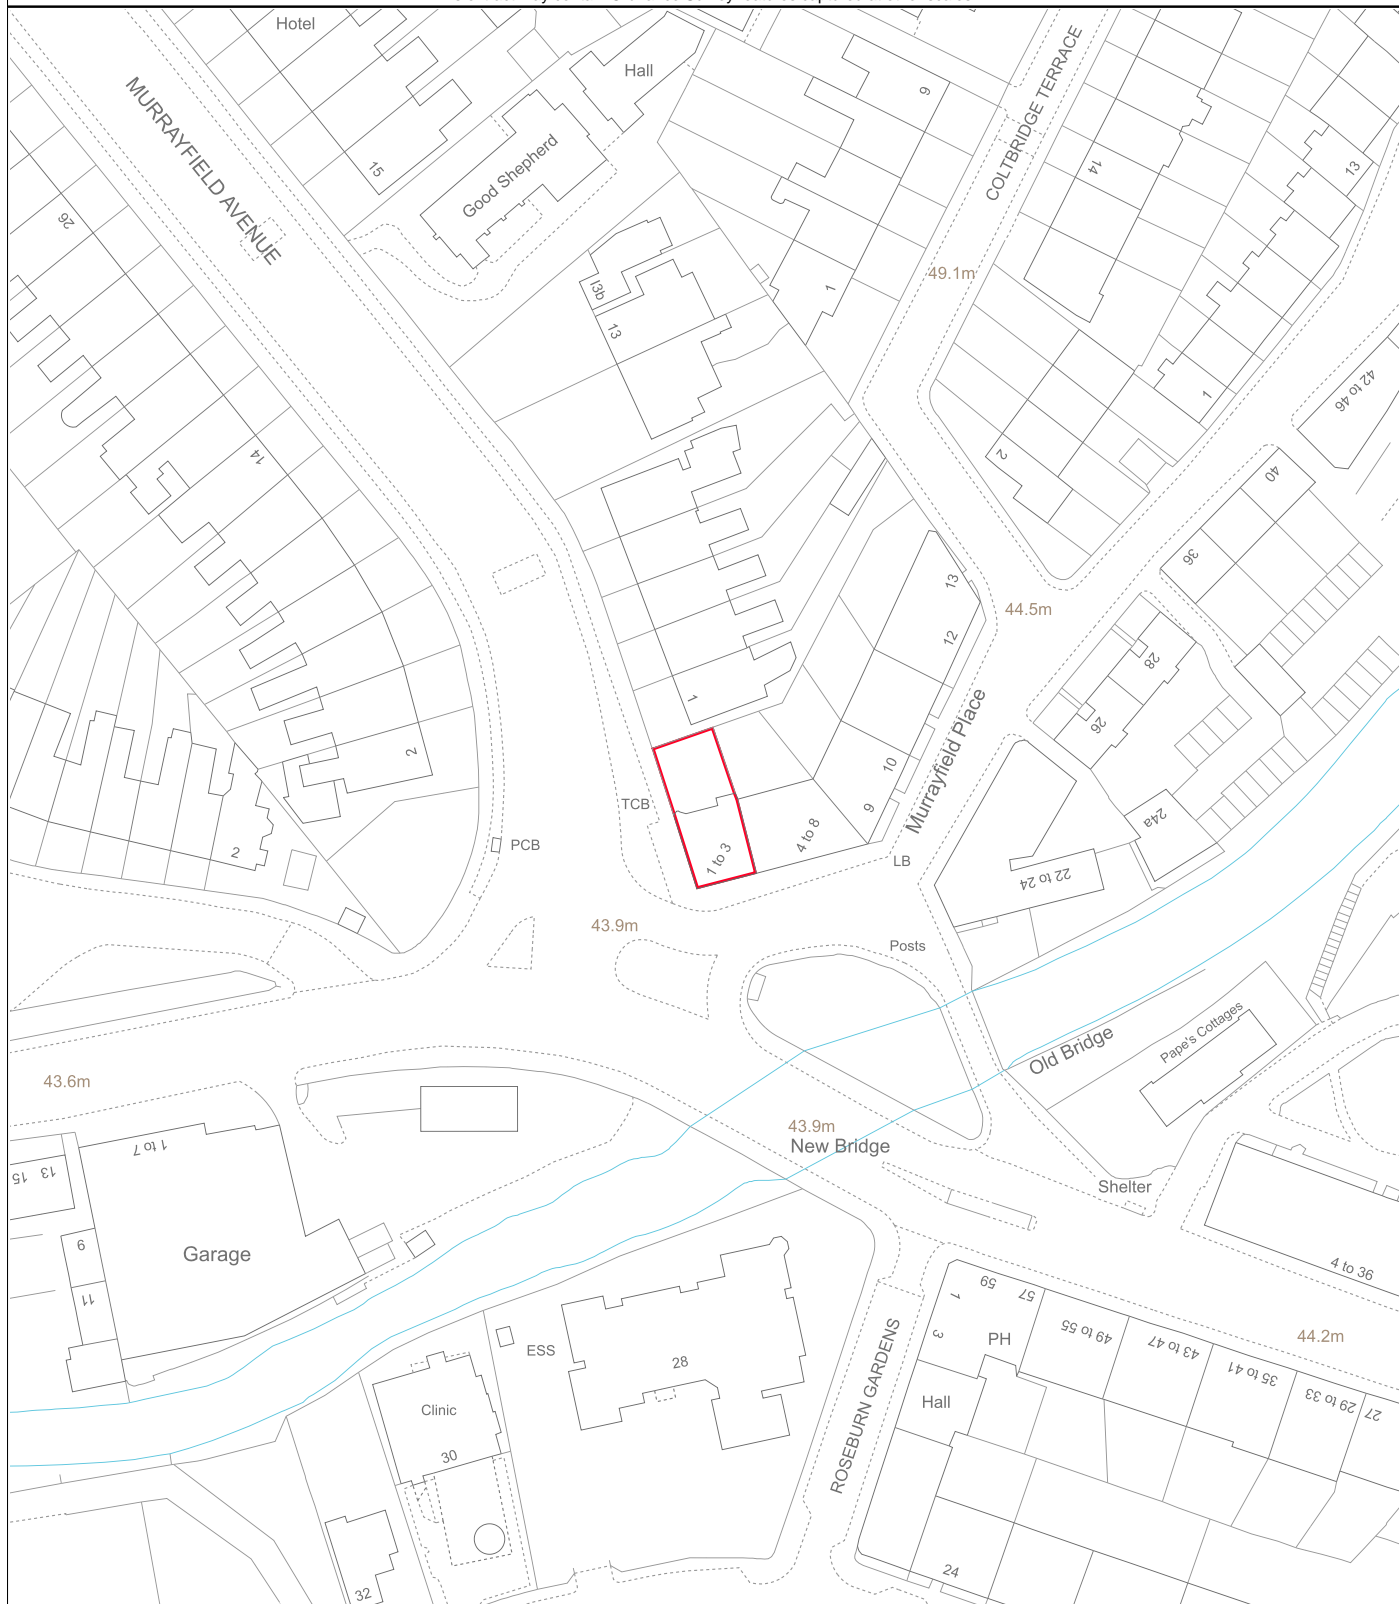 Hotel
Hall
MURRAYFIELD AVENUE
COLTBRIDGE TERRACE
6
15
Good Shepherd
14
13
26
49.1m
13b
1
13
42 to 46
1
14
2
40
36
13
44.5m
12
28
1
26
2
10
Murrayfield Place
TCB
9
24a
2
PCB
1 to 3
4 to 8
LB
22 to 24
43.9m
Posts
Pape's Cottages
Old Bridge
43.6m
43.9m
New Bridge
1 to 7
15
13
Shelter
9
Garage
11
4 to 36
59
57
1
3
PH
49 to 55
43 to 47
35 to 41
29 to 33
27
44.2m
ESS
28
ROSEBURN GARDENS
Clinic
Hall
30
24
32